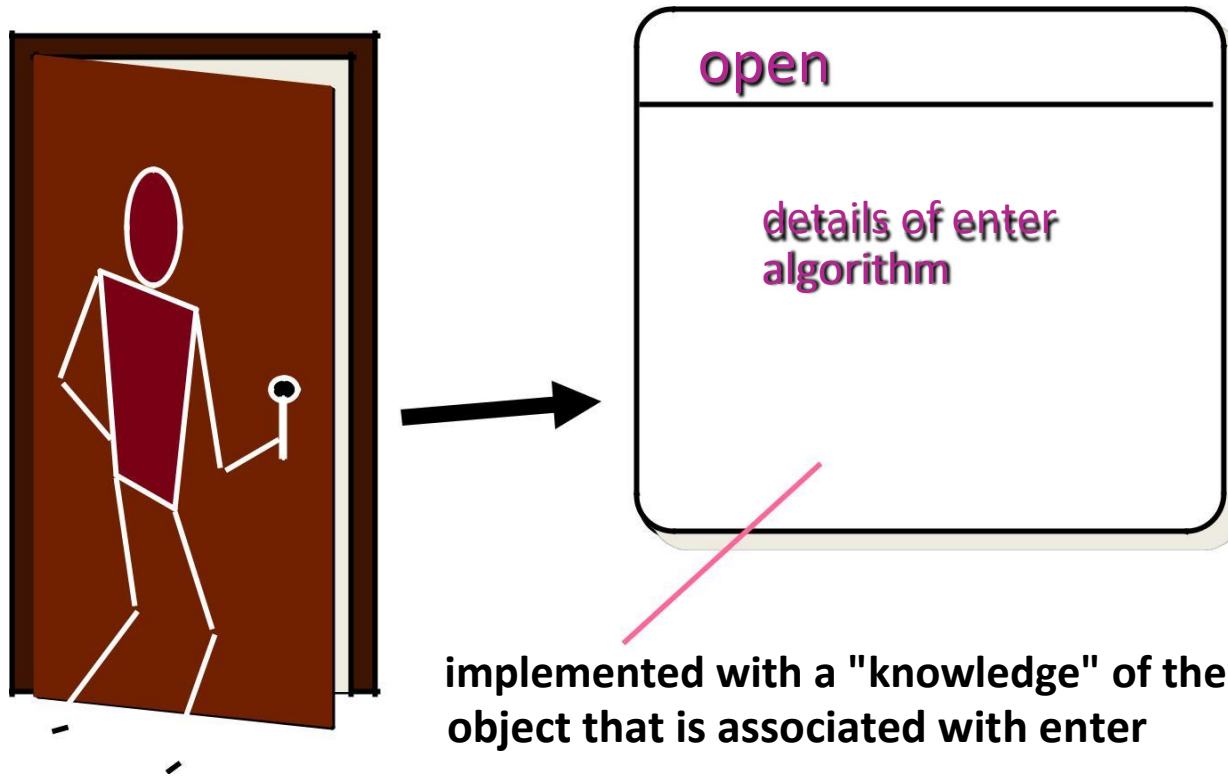 open
details of enter
algorithm
implemented with a "knowledge" of the
object that is associated with enter